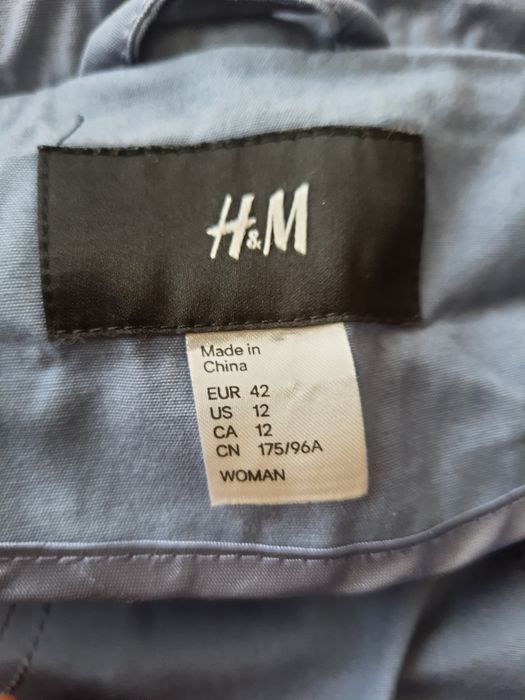 H&M
Made in
China
EUR 42
US 12
CA 12
CN 175/96A
WOMAN